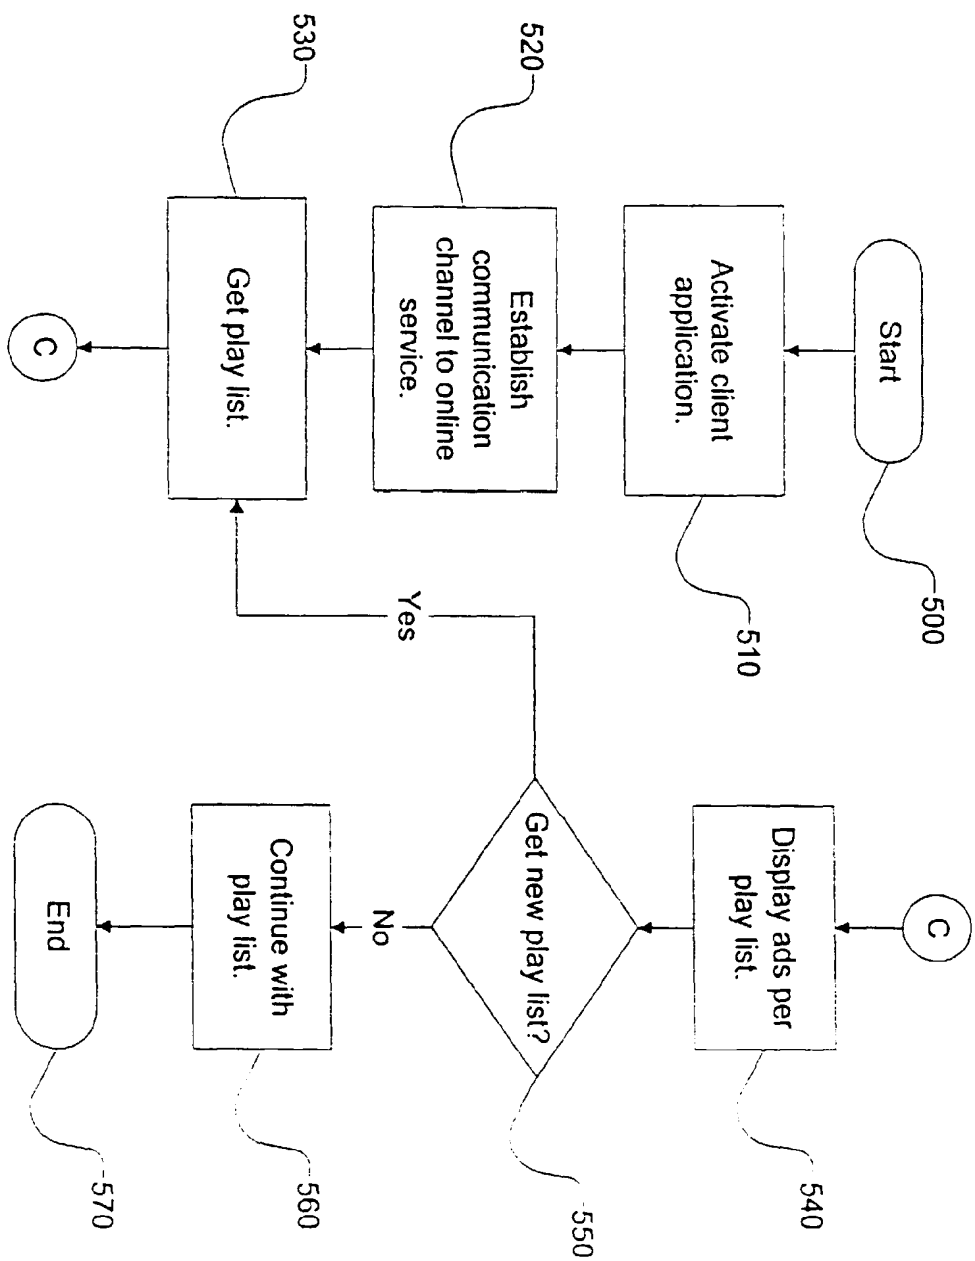 Start
500
Activate client
application.
510
Establish
communication
channel to online
service.
520
Get play list.
530
C
C
Display ads per
play list.
540
Get new play list?
550
Yes
No
Continue with
play list.
560
End
570